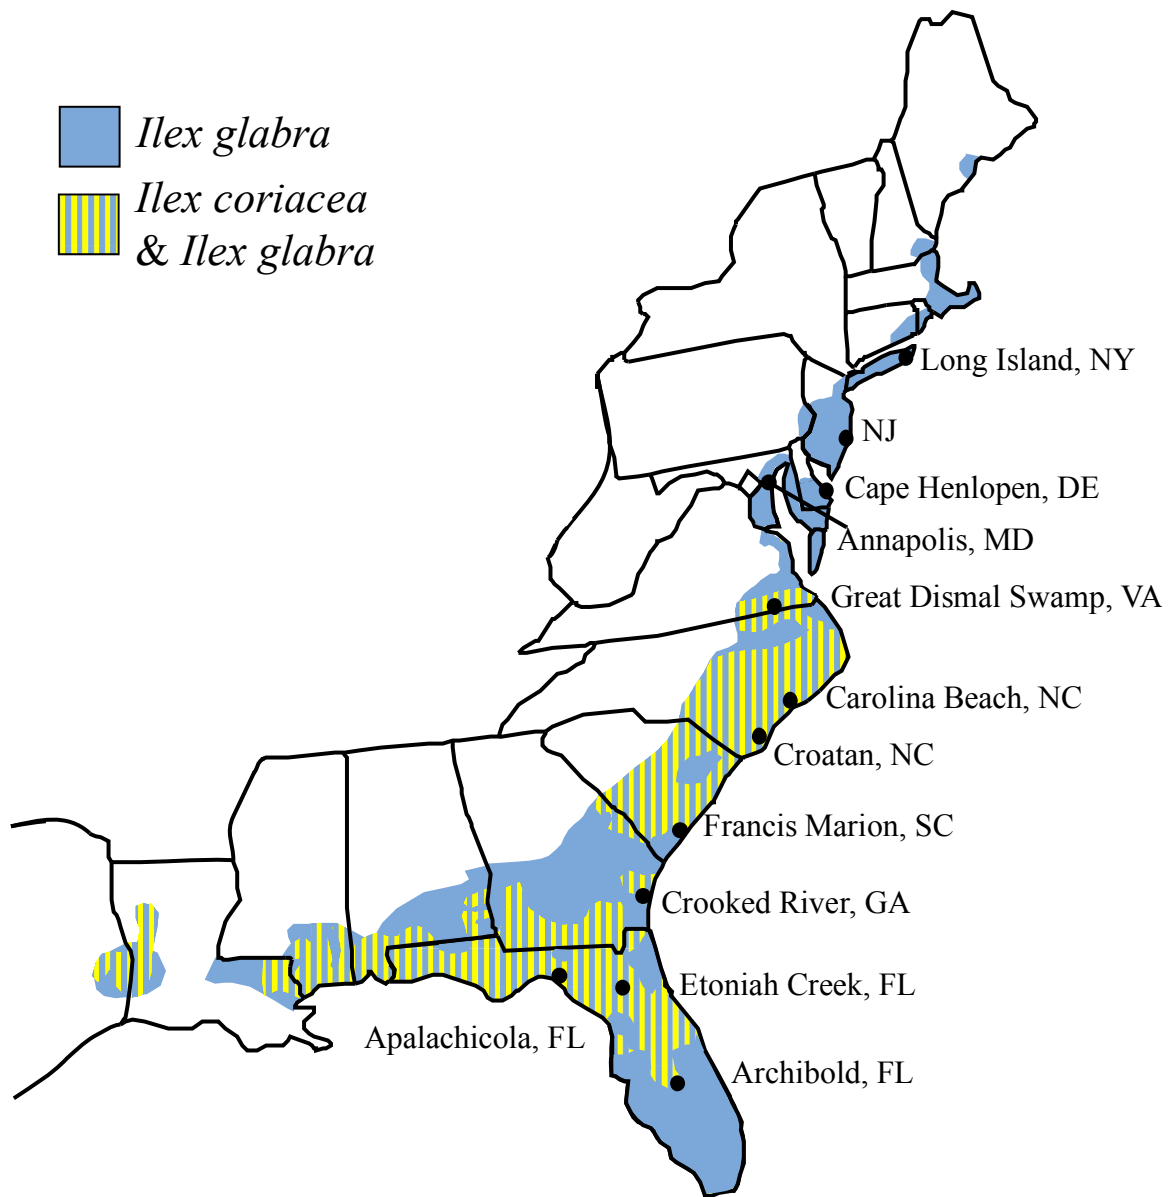 Ilex glabra
Ilex coriacea
& Ilex glabra
Long Island, NY
NJ
Cape Henlopen, DE
Annapolis, MD
Great Dismal Swamp, VA
Carolina Beach, NC
Croatan, NC
Francis Marion, SC
Crooked River, GA
Etoniah Creek, FL
Apalachicola, FL
Archibold, FL